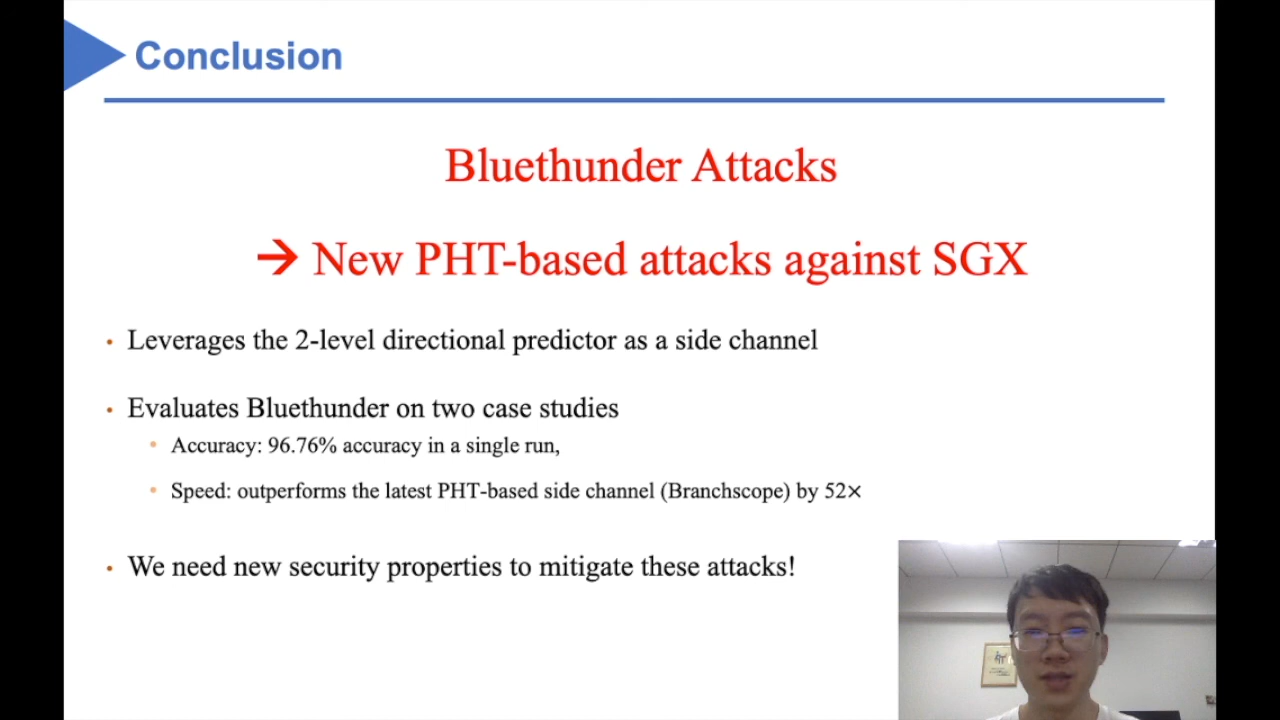 Conclusion
Bluethunder Attacks
→ New PHT-based attacks against SGX
• Leverages the 2-level directional predictor as a side channel
• Evaluates Bluethunder on two case studies
• Accuracy: 96.76% accuracy in a single run,
• Speed: outperforms the latest PHT-based side channel (Branchscope) by 52×
• We need new security properties to mitigate these attacks!